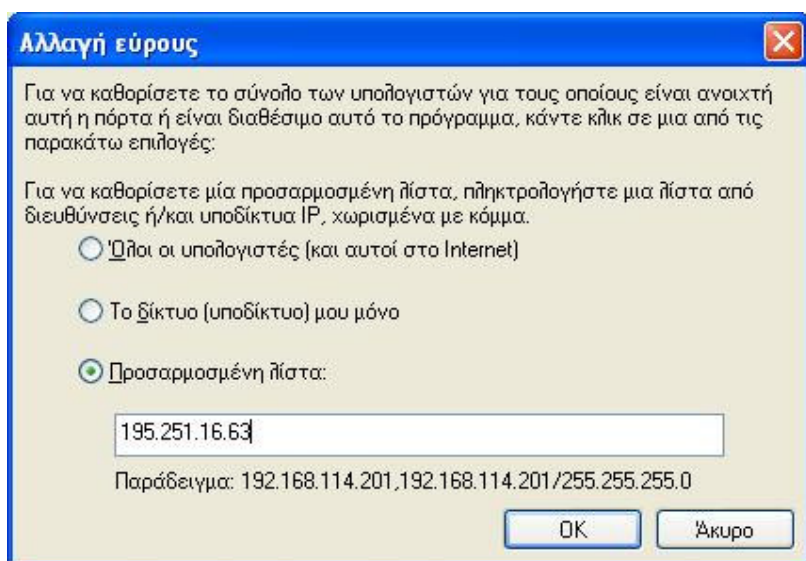 Αλλαγή εύρους
Για να καθορίσετε το σύνολο των υπολογιστών για τους οποίους είναι ανοιχτή
αυτή η πόρτα ή είναι διαθέσιμο αυτό το πρόγραμμα, κάντε κλικ σε μια από τις
παρακάτω επιλογές:
Για να καθορίσετε μία προσαρμοσμένη λίστα, πληκτρολογήστε μια λίστα από
διευθύνσεις ή/και υποδίκτυα IP, χωρισμένα με κόμμα.
Όλοι οι υπολογιστές (και αυτοί στο Internet)
Το δίκτυο (υποδίκτυο) μου μόνο
Προσαρμοσμένη λίστα:
195.251.16.63
Παράδειγμα: 192.168.114.201,192.168.114.201/255.255.255.0
OK Άκυρο